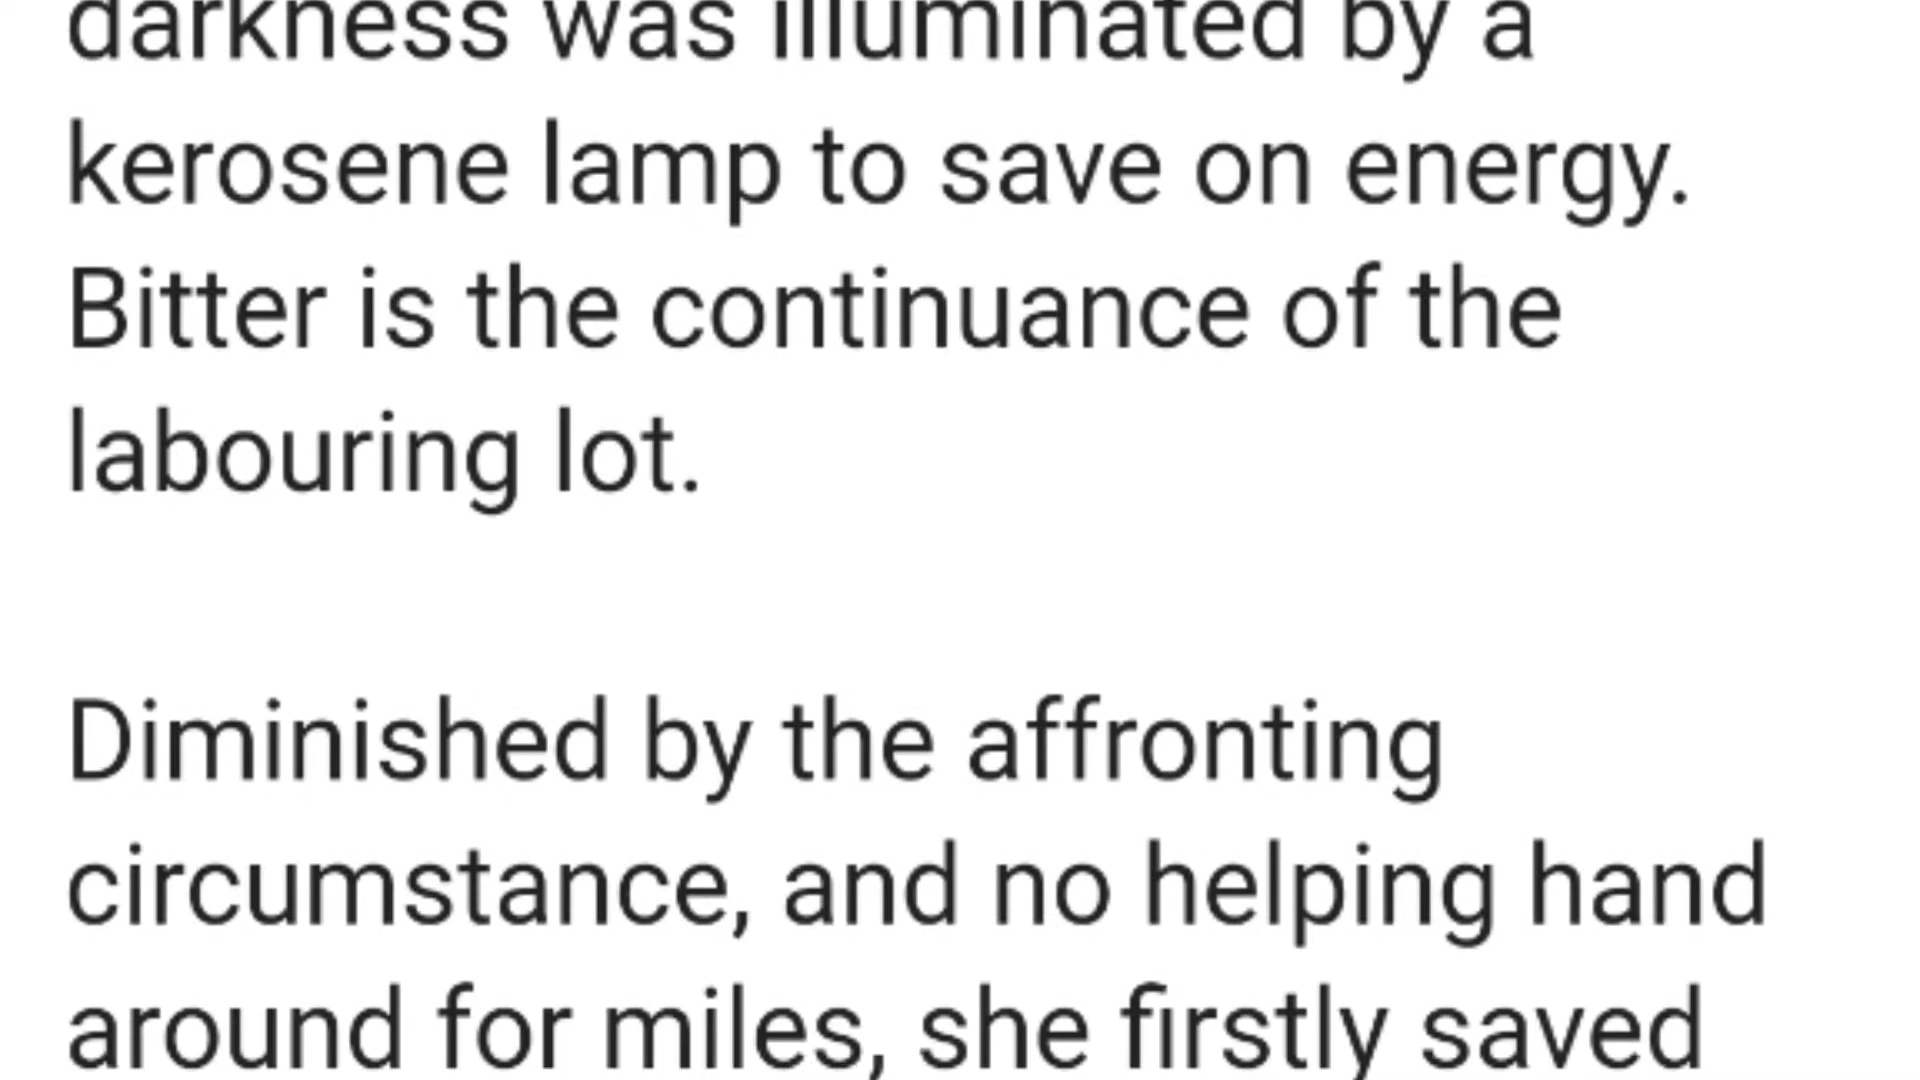 darkness was illuminated by a
kerosene lamp to save on energy.
Bitter is the continuance of the
labouring lot.
Diminished by the affronting
circumstance, and no helping hand
around for miles, she firstly saved